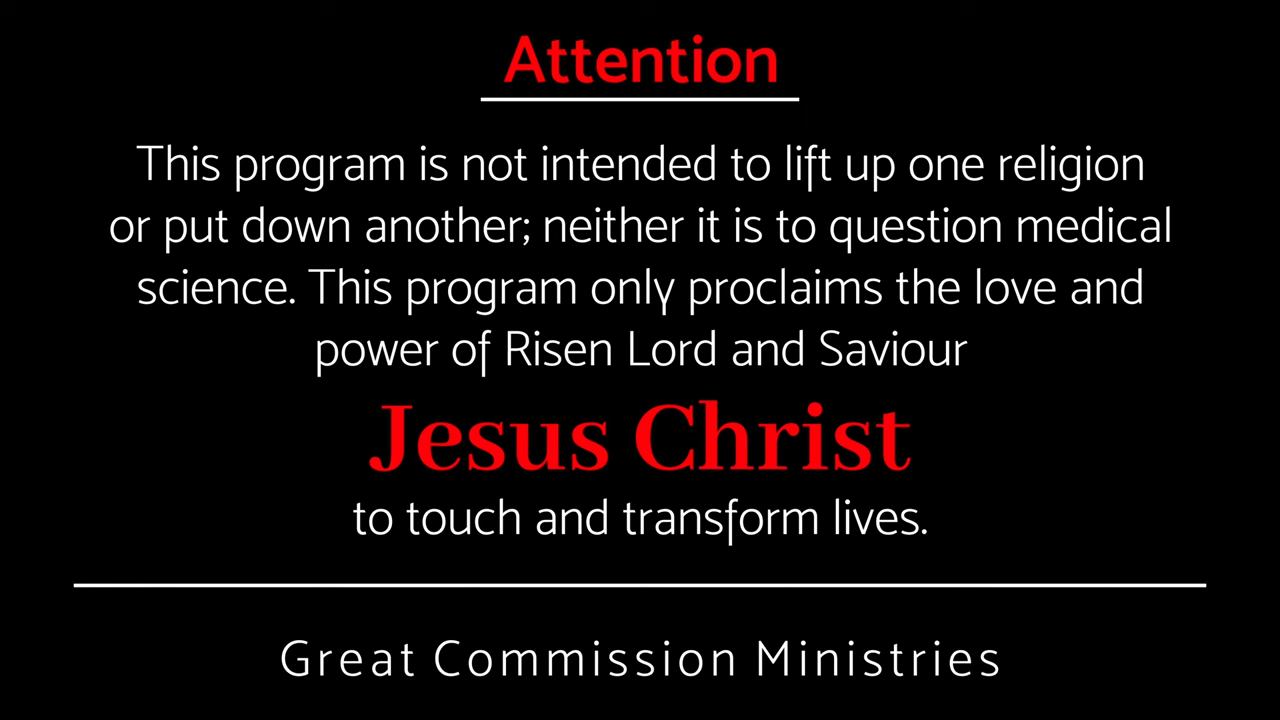 Attention
This program is not intended to lift up one religion
or put down another; neither it is to question medical
science. This program only proclaims the love and
power of Risen Lord and Saviour
Jesus Christ
to touch and transform lives.
Great Commission Ministries